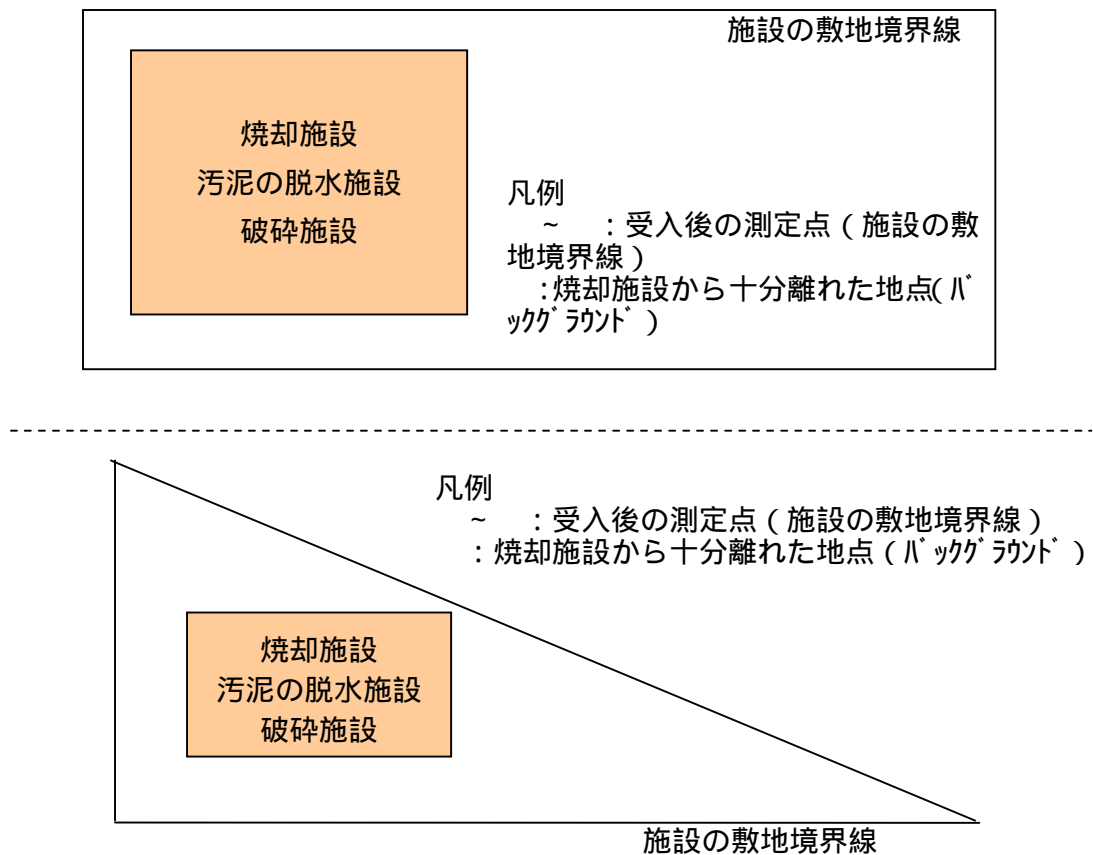 施設の敷地境界線
焼却施設
汚泥の脱水施設
破砕施設
凡例
~ :受入後の測定点(施設の敷
地境界線)
:焼却施設から十分離れた地点(ﾊﾞ
ｯｸｸﾞﾗｳﾝﾄﾞ)
凡例
~ :受入後の測定点(施設の敷地境界線)
:焼却施設から十分離れた地点(ﾊﾞｯｸｸﾞﾗｳﾝﾄﾞ)
焼却施設
汚泥の脱水施設
破砕施設
施設の敷地境界線